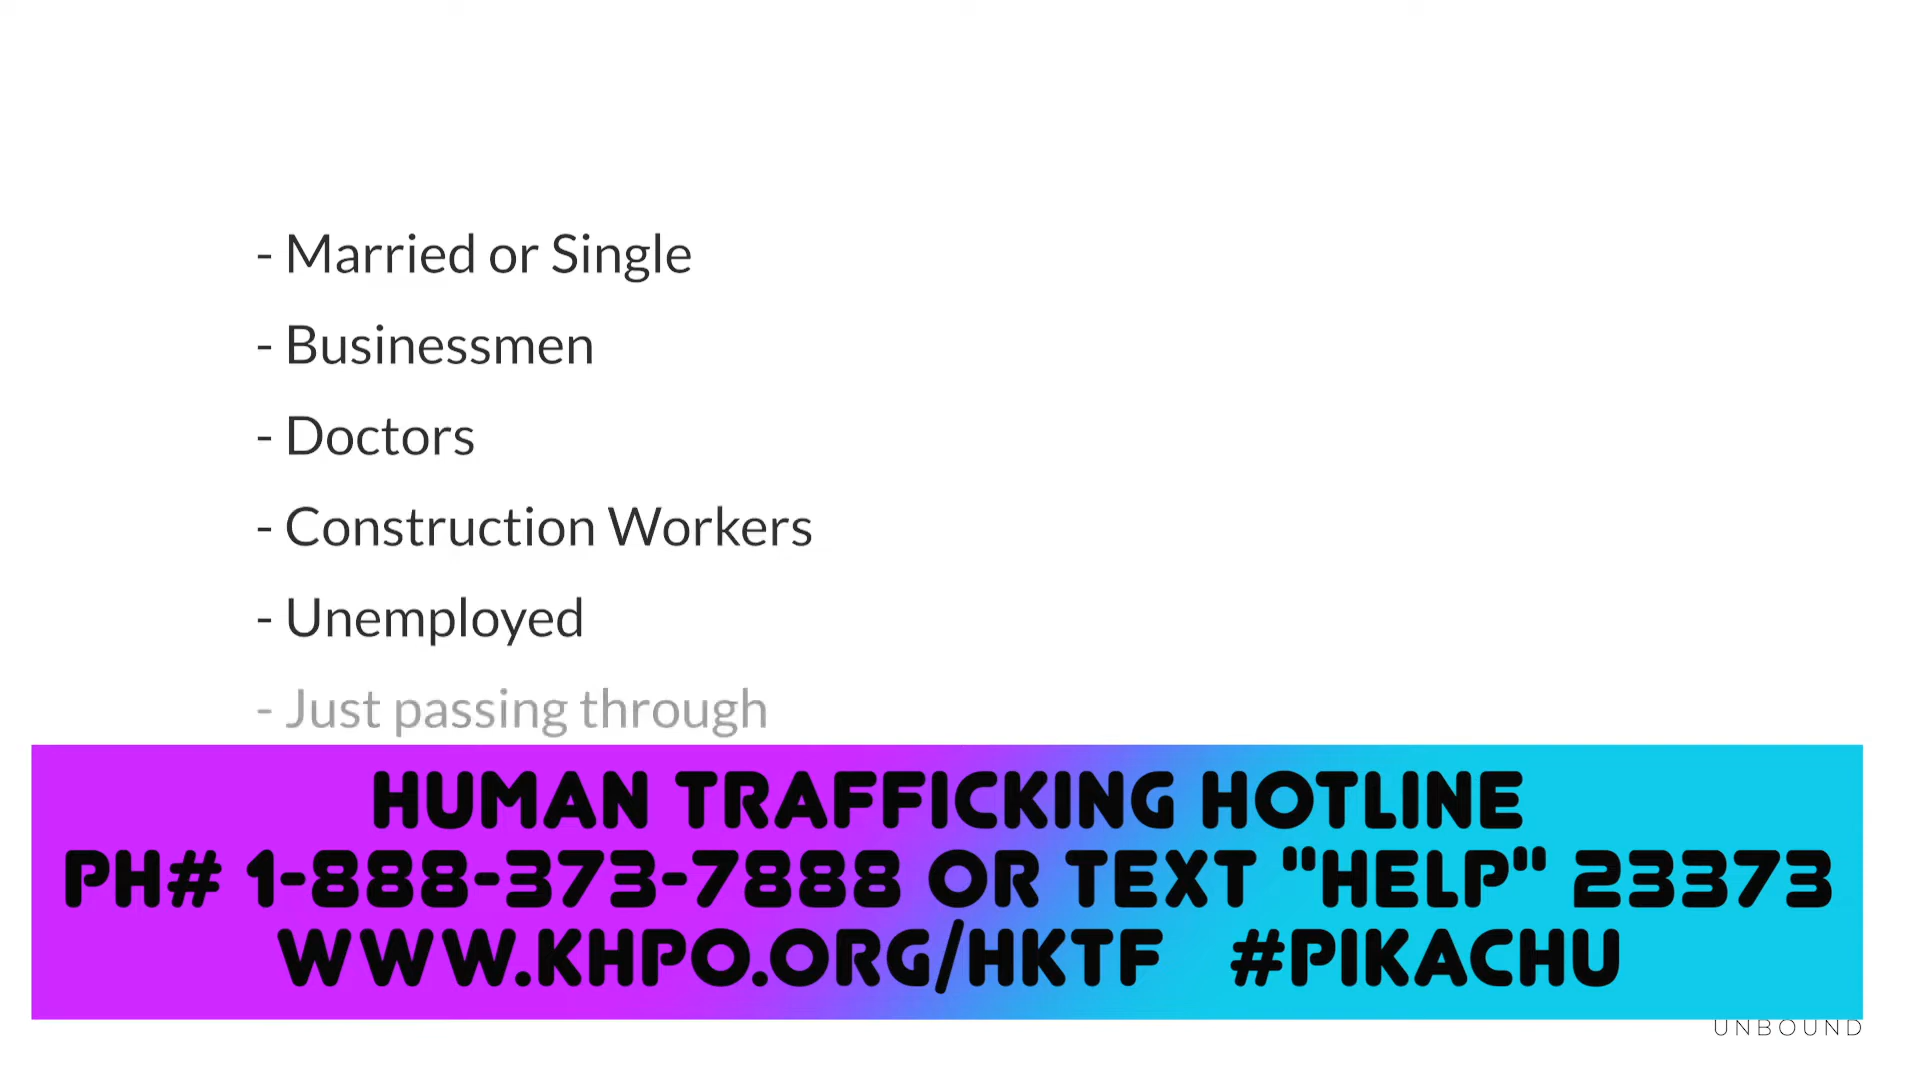 - Married or Single
- Businessmen
- Doctors
- Construction Workers
- Unemployed
- Just passing through
HUMAN TRAFFICKING HOTLINE
PH# 1-888-373-7888 OR TEXT "HELP" 23373
WWW.KHPO.ORG/HKTF #PIKACHU
UNBOUND